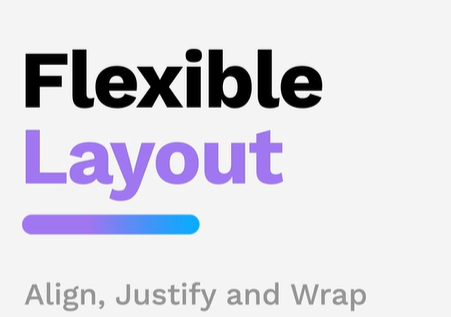 Flexible
Layout
Align, Justify and Wrap